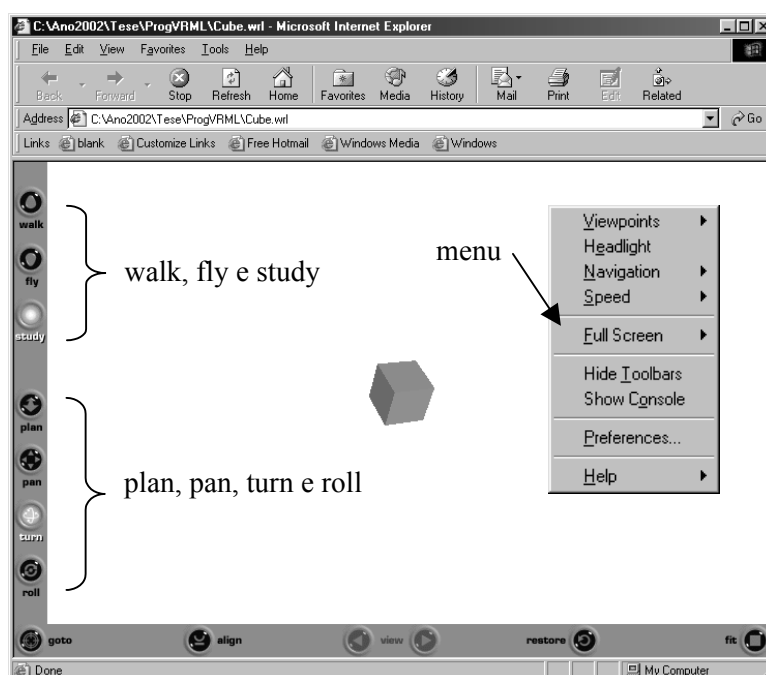 C:\Ano2002\Tese\ProgVRML\Cube.wrl - Microsoft Internet Explorer
File Edit View Favorites Tools Help
Back Forward Stop Refresh Home Favorites Media History Mail Print Edit Related
Address C:\Ano2002\Tese\ProgVRML\Cube.wrl Go
Links blank Customize Links Free Hotmail Windows Media Windows
walk
fly
study
walk, fly e study
plan
pan
turn
roll
plan, pan, turn e roll
menu
Viewpoints
Headlight
Navigation
Speed
Full Screen
Hide Toolbars
Show Console
Preferences...
Help
goto align view restore fit
Done My Computer